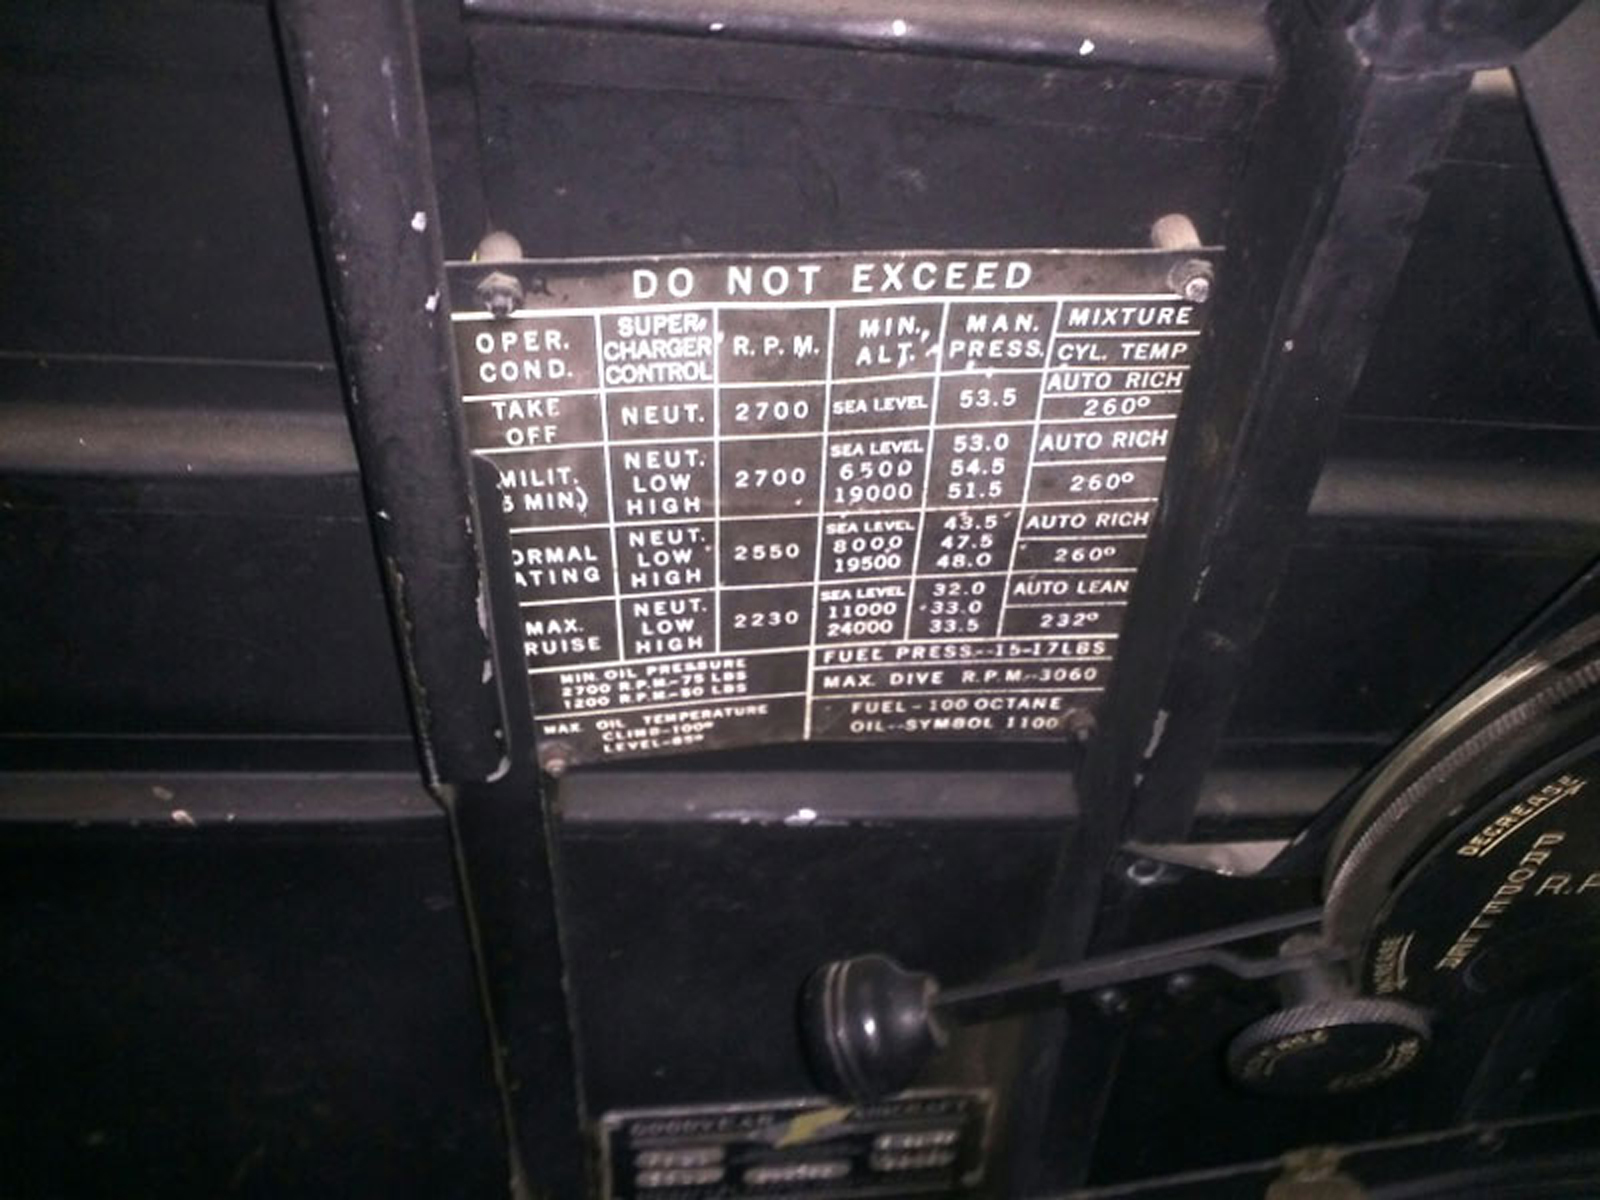 DO NOT EXCEED
OPER. COND. SUPER-CHARGER CONTROL R. P. M. MIN. ALT. MAN. PRESS. MIXTURE
CYL. TEMP
TAKE OFF NEUT. 2700 SEA LEVEL 53.5 AUTO RICH
260°
MILIT. NEUT. SEA LEVEL 53.0 AUTO RICH
MIN) LOW 2700 6500 54.5 260°
HIGH 19000 51.5
ORMAL NEUT. SEA LEVEL 43.5 AUTO RICH
ATING LOW 2550 8000 47.5 260°
HIGH 19500 48.0
MAX. NEUT. SEA LEVEL 32.0 AUTO LEAN
RUISE LOW 2230 11000 33.0 232°
HIGH 24000 33.5
MIN. OIL PRESSURE
2700 R.P.M.-75 LBS
1200 R.P.M.-50 LBS
MAX. OIL TEMPERATURE
CLIMB-100°
LEVEL-85°
FUEL PRESS.-15-17LBS
MAX. DIVE R.P.M.-3060
FUEL-100 OCTANE
OIL-SYMBOL 1100
DECREASE
R.P
GOODYEAR AIRCRAFT